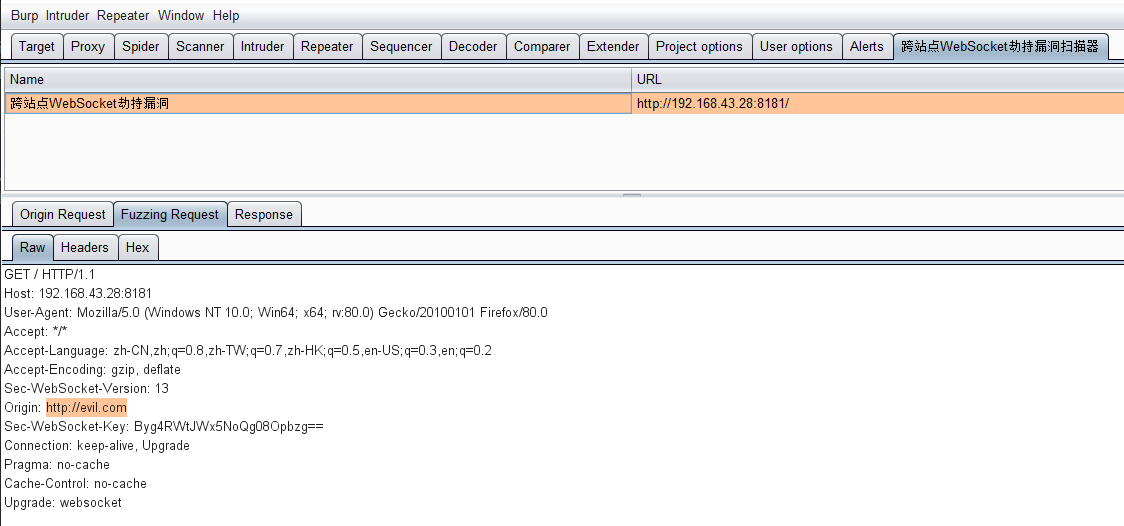 Burp Intruder Repeater Window Help
Target Proxy Spider Scanner Intruder Repeater Sequencer Decoder Comparer Extender Project options User options Alerts 跨站点WebSocket劫持漏洞扫描器
Name URL
跨站点WebSocket劫持漏洞 http://192.168.43.28:8181/
Origin Request Fuzzing Request Response
Raw Headers Hex
GET / HTTP/1.1
Host: 192.168.43.28:8181
User-Agent: Mozilla/5.0 (Windows NT 10.0; Win64; x64; rv:80.0) Gecko/20100101 Firefox/80.0
Accept: */*
Accept-Language: zh-CN,zh;q=0.8,zh-TW;q=0.7,zh-HK;q=0.5,en-US;q=0.3,en;q=0.2
Accept-Encoding: gzip, deflate
Sec-WebSocket-Version: 13
Origin: http://evil.com
Sec-WebSocket-Key: Byg4RWtJWx5NoQg08Opbzg==
Connection: keep-alive, Upgrade
Pragma: no-cache
Cache-Control: no-cache
Upgrade: websocket